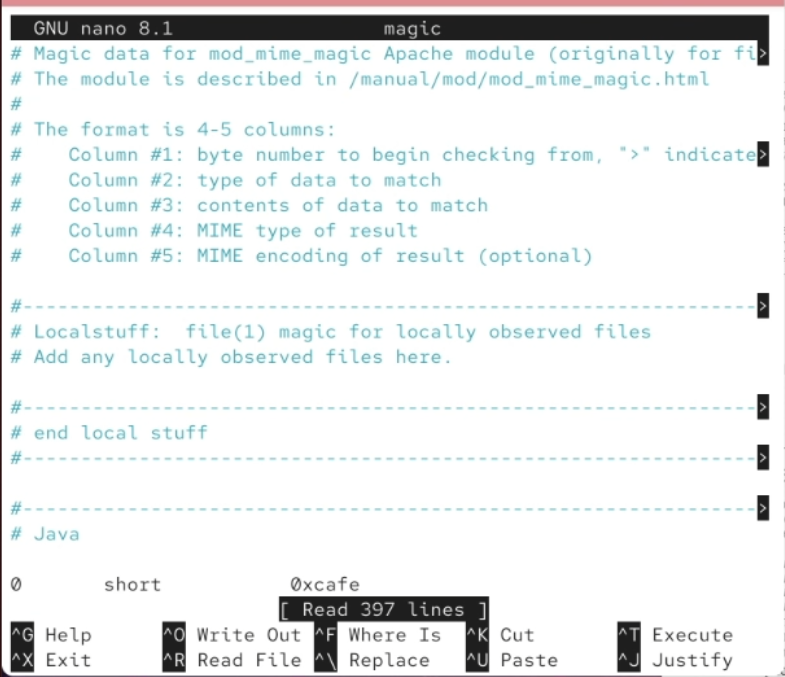 GNU nano 8.1 magic
# Magic data for mod_mime_magic Apache module (originally for fi>
# The module is described in /manual/mod/mod_mime_magic.html
#
# The format is 4-5 columns:
#    Column #1: byte number to begin checking from, ">" indicate>
#    Column #2: type of data to match
#    Column #3: contents of data to match
#    Column #4: MIME type of result
#    Column #5: MIME encoding of result (optional)
#--------------------------------------------------------------->
# Localstuff:  file(1) magic for locally observed files
# Add any locally observed files here.
#--------------------------------------------------------------->
# end local stuff
#--------------------------------------------------------------->
#--------------------------------------------------------------->
# Java
0       short           0xcafe
[ Read 397 lines ]
^G Help ^O Write Out ^F Where Is ^K Cut ^T Execute
^X Exit ^R Read File ^\ Replace ^U Paste ^J Justify